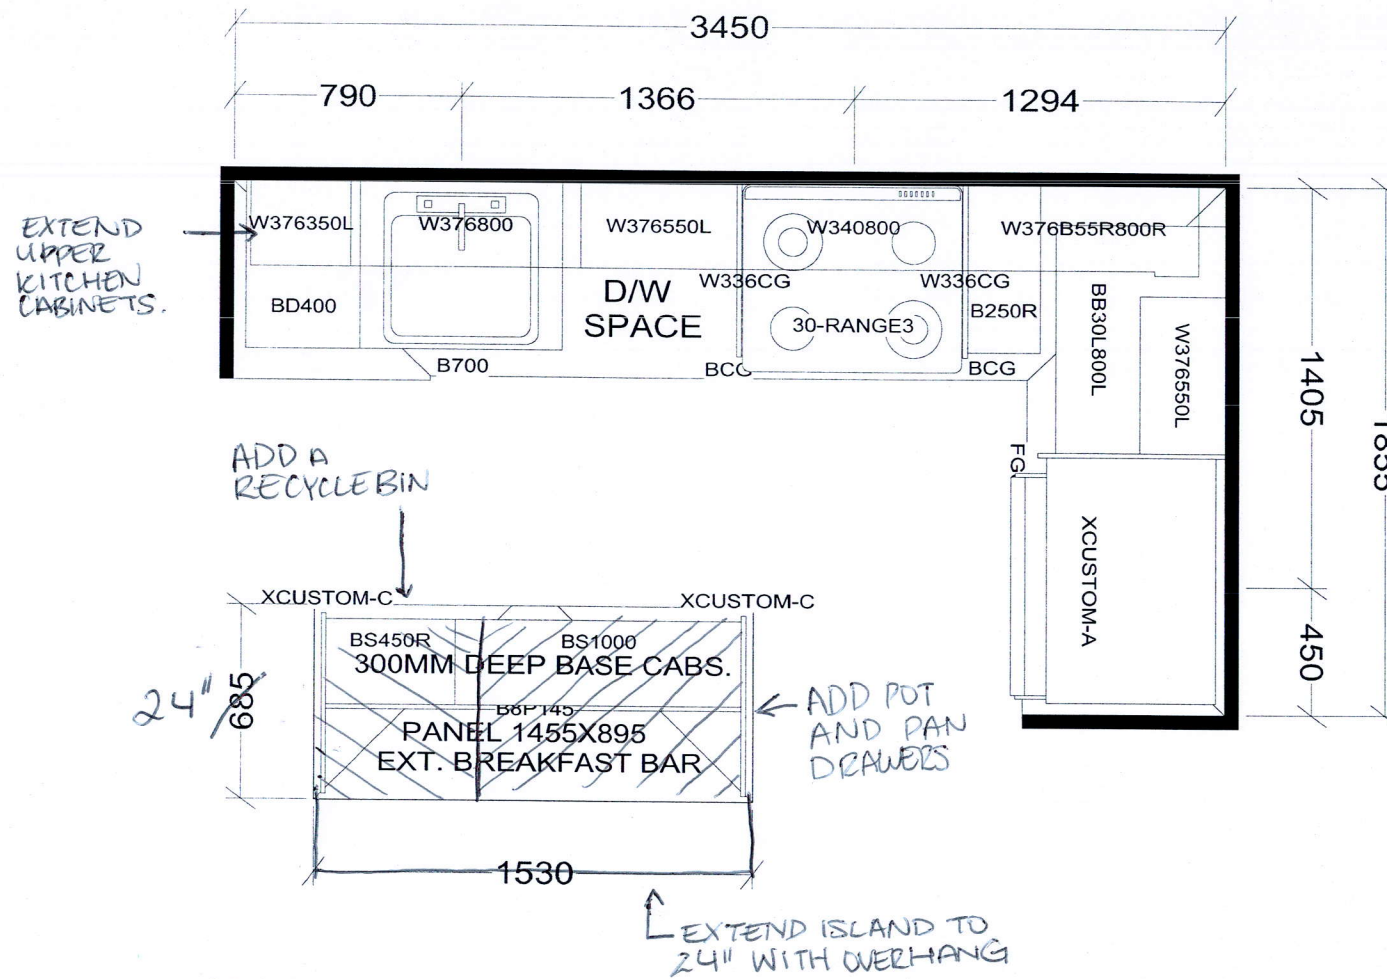 3450
790
1366
1294
EXTEND
UPPER
KITCHEN
CABINETS.
W376350L
W376800
W376550L
W340800
W376B55R800R
W336CG
W336CG
BD400
D/W
SPACE
30-RANGE3
B250R
B700
BCG
BCG
BB30L800L
W376550L
1405
1855
FG
XCUSTOM-A
450
ADD A
RECYCLE BIN
XCUSTOM-C
XCUSTOM-C
BS450R
BS1000
300MM DEEP BASE CABS.
24"
685
BBP145
PANEL 1455X895
EXT. BREAKFAST BAR
ADD POT
AND PAN
DRAWERS
1530
EXTEND ISLAND TO
24" WITH OVERHANG